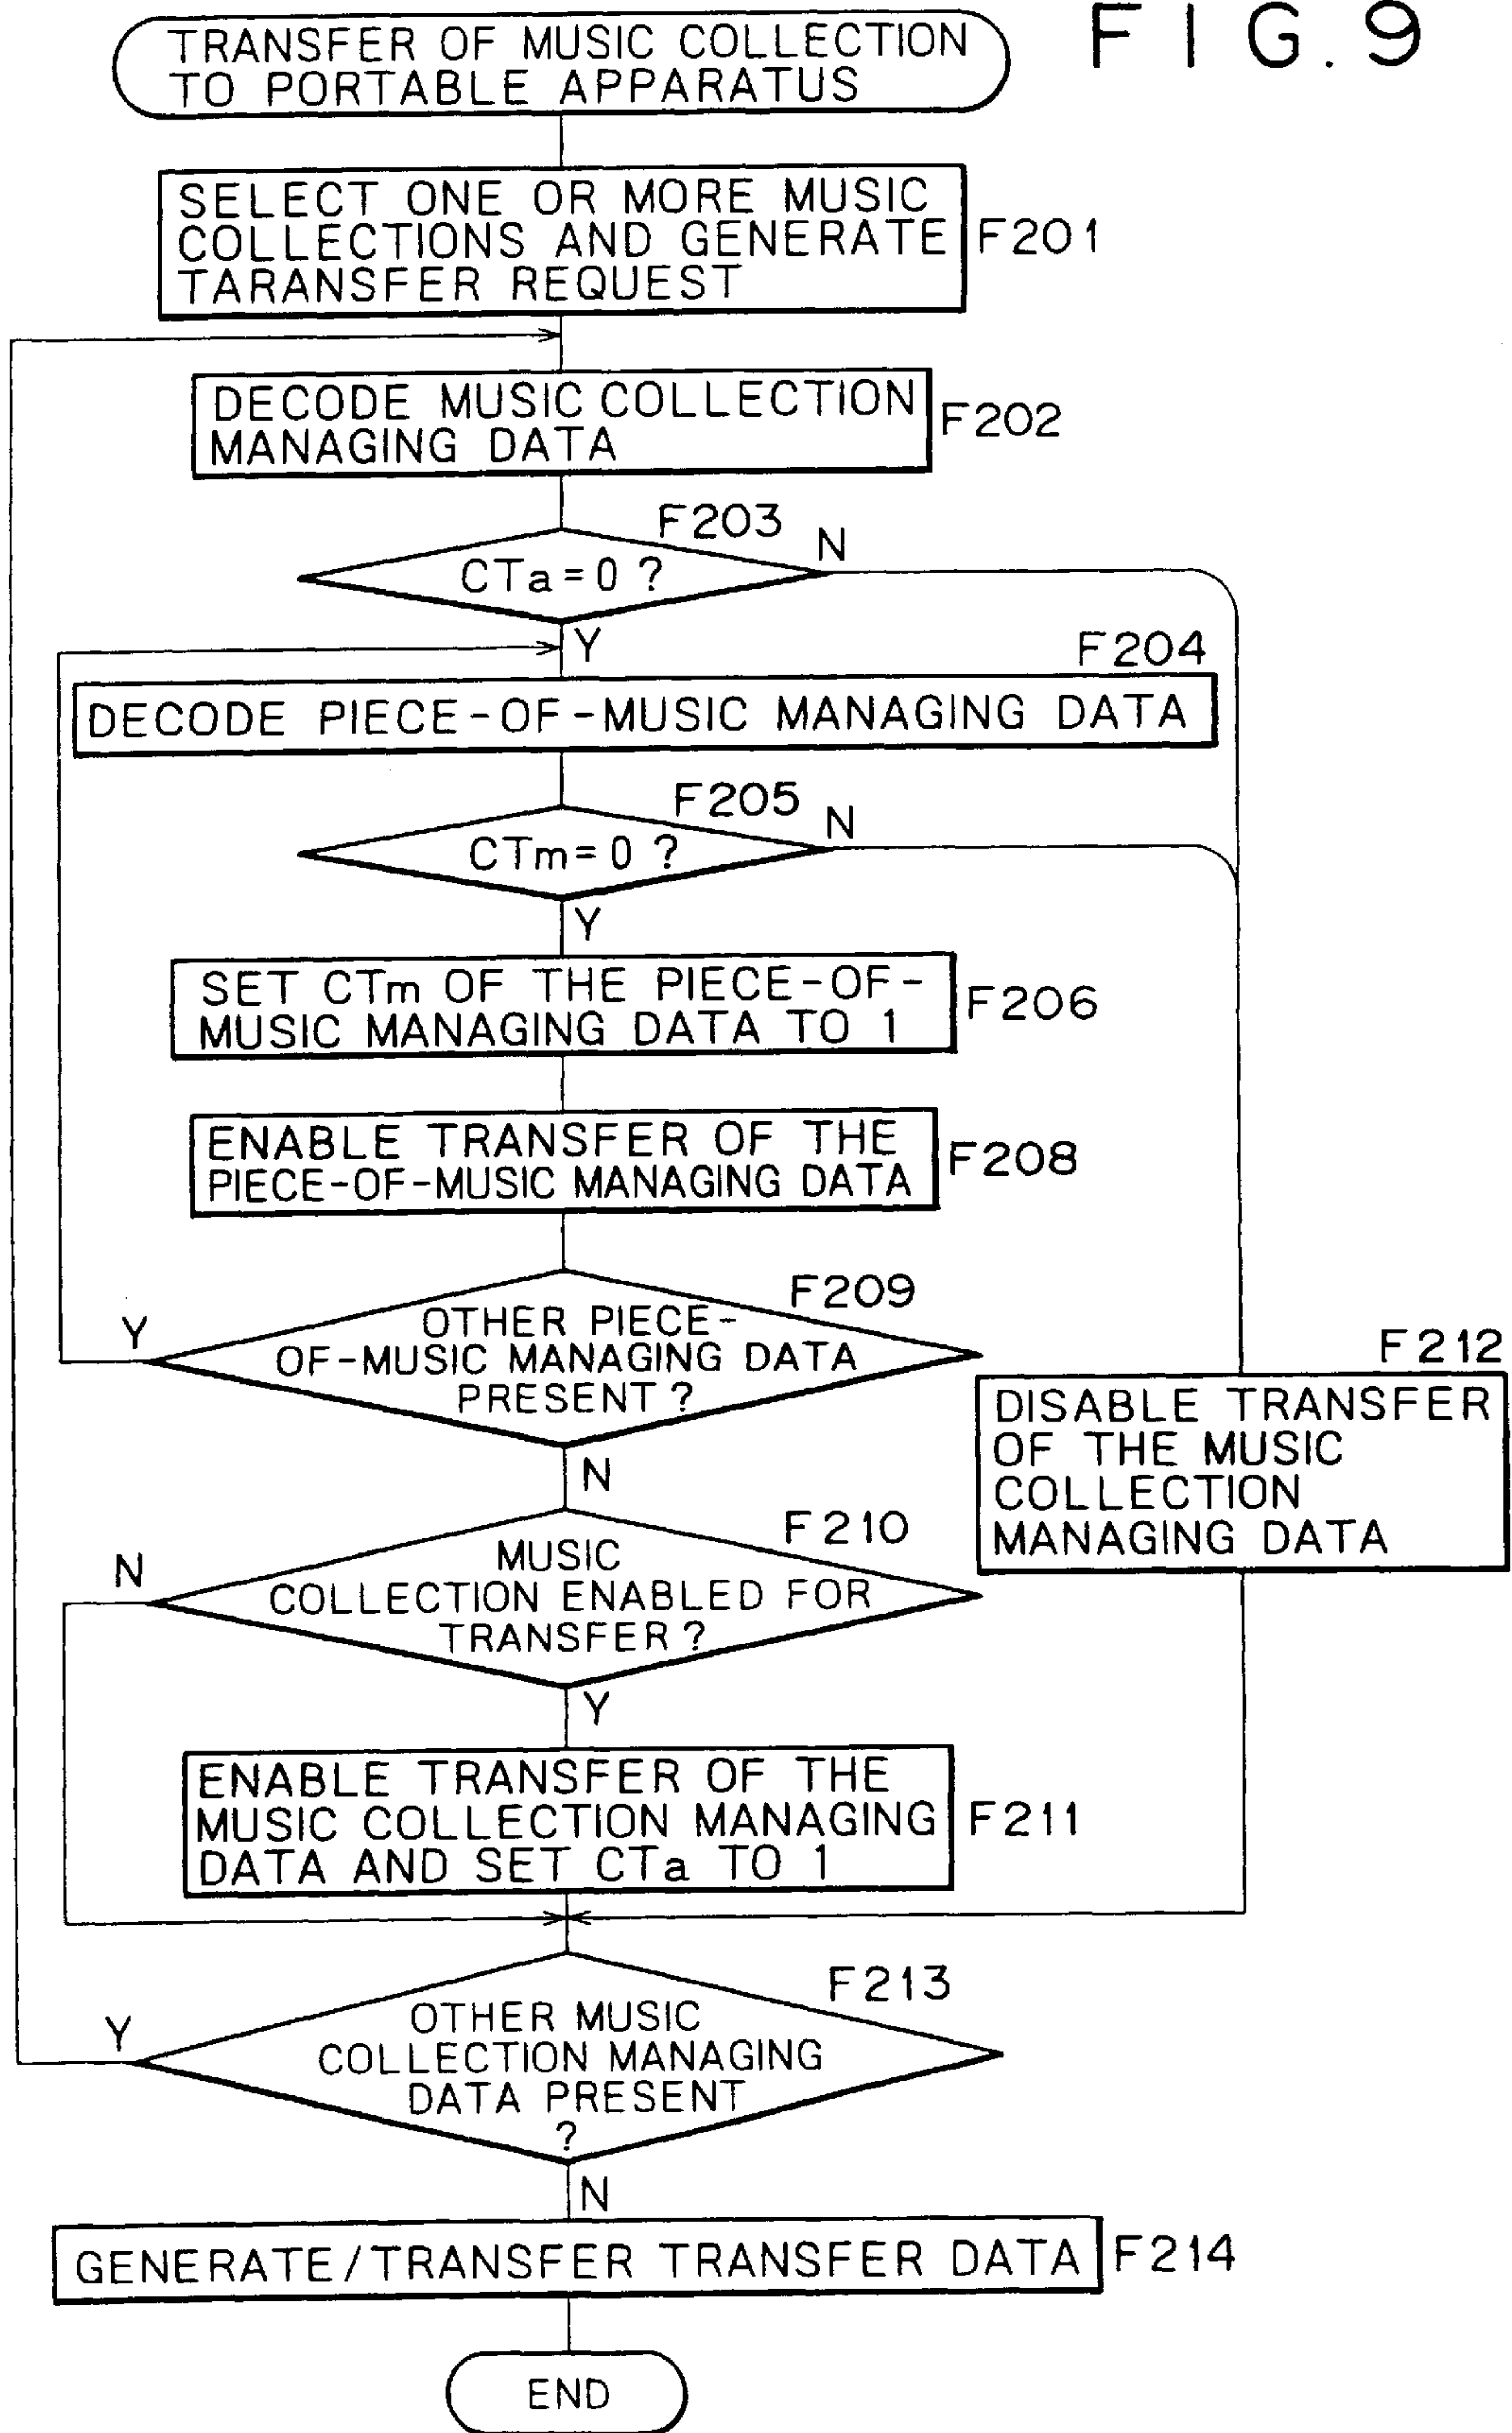 FIG.9
TRANSFER OF MUSIC COLLECTION
TO PORTABLE APPARATUS
SELECT ONE OR MORE MUSIC
COLLECTIONS AND GENERATE
TARANSFER REQUEST
F201
DECODE MUSIC COLLECTION
MANAGING DATA
F202
F203
CTa=0 ?
N
Y
F204
DECODE PIECE-OF-MUSIC MANAGING DATA
F205
CTm=0 ?
N
Y
SET CTm OF THE PIECE-OF-
MUSIC MANAGING DATA TO 1
F206
ENABLE TRANSFER OF THE
PIECE-OF-MUSIC MANAGING DATA
F208
F209
OTHER PIECE-
OF-MUSIC MANAGING DATA
PRESENT ?
Y
N
F212
DISABLE TRANSFER
OF THE MUSIC
COLLECTION
MANAGING DATA
F210
MUSIC
COLLECTION ENABLED FOR
TRANSFER ?
N
Y
ENABLE TRANSFER OF THE
MUSIC COLLECTION MANAGING
DATA AND SET CTa TO 1
F211
F213
OTHER MUSIC
COLLECTION MANAGING
DATA PRESENT
?
Y
N
GENERATE/TRANSFER TRANSFER DATA
F214
END